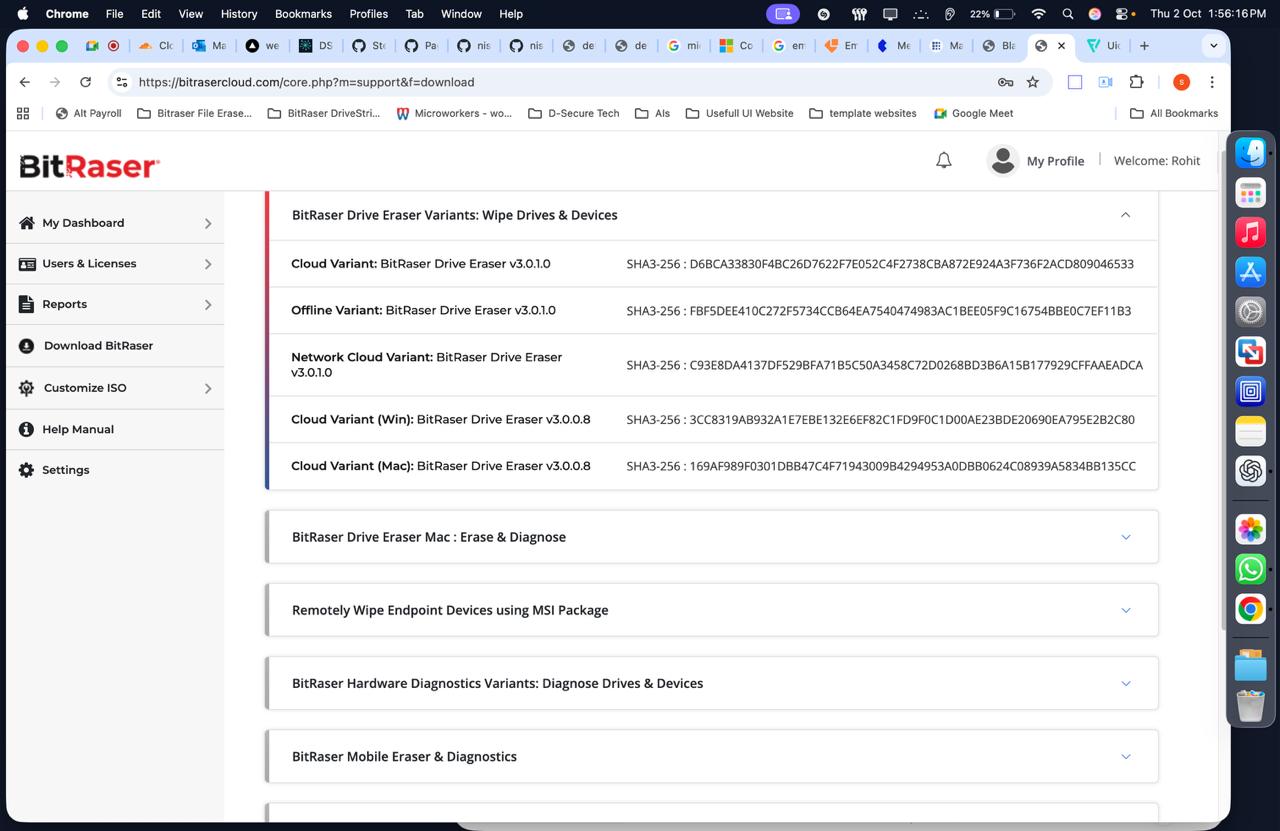 Chrome File Edit View History Bookmarks Profiles Tab Window Help 22% Thu 2 Oct 1:56:16 PM
Clc Ma we DS Stc Pa nis nis de de mi Co em Em Me Ma Bla Uic
https://bitrasercloud.com/core.php?m=support&f=download S
Alt Payroll Bitraser File Erase... BitRaser DriveStri... Microworkers - wo... D-Secure Tech AIs Usefull UI Website template websites Google Meet All Bookmarks
BitRaser®
My Profile Welcome: Rohit
My Dashboard
Users & Licenses
Reports
Download BitRaser
Customize ISO
Help Manual
Settings
BitRaser Drive Eraser Variants: Wipe Drives & Devices
Cloud Variant: BitRaser Drive Eraser v3.0.1.0 SHA3-256 : D6BCA33830F4BC26D7622F7E052C4F2738CBA872E924A3F736F2ACD809046533
Offline Variant: BitRaser Drive Eraser v3.0.1.0 SHA3-256 : FBF5DEE410C272F5734CCB64EA7540474983AC1BEE05F9C16754BBE0C7EF11B3
Network Cloud Variant: BitRaser Drive Eraser
v3.0.1.0 SHA3-256 : C93E8DA4137DF529BFA71B5C50A3458C72D0268BD3B6A15B177929CFFAAEADCA
Cloud Variant (Win): BitRaser Drive Eraser v3.0.0.8 SHA3-256 : 3CC8319AB932A1E7EBE132E6EF82C1FD9F0C1D00AE23BDE20690EA795E2B2C80
Cloud Variant (Mac): BitRaser Drive Eraser v3.0.0.8 SHA3-256 : 169AF989F0301DBB47C4F71943009B4294953A0DBB0624C08939A5834BB135CC
BitRaser Drive Eraser Mac : Erase & Diagnose
Remotely Wipe Endpoint Devices using MSI Package
BitRaser Hardware Diagnostics Variants: Diagnose Drives & Devices
BitRaser Mobile Eraser & Diagnostics